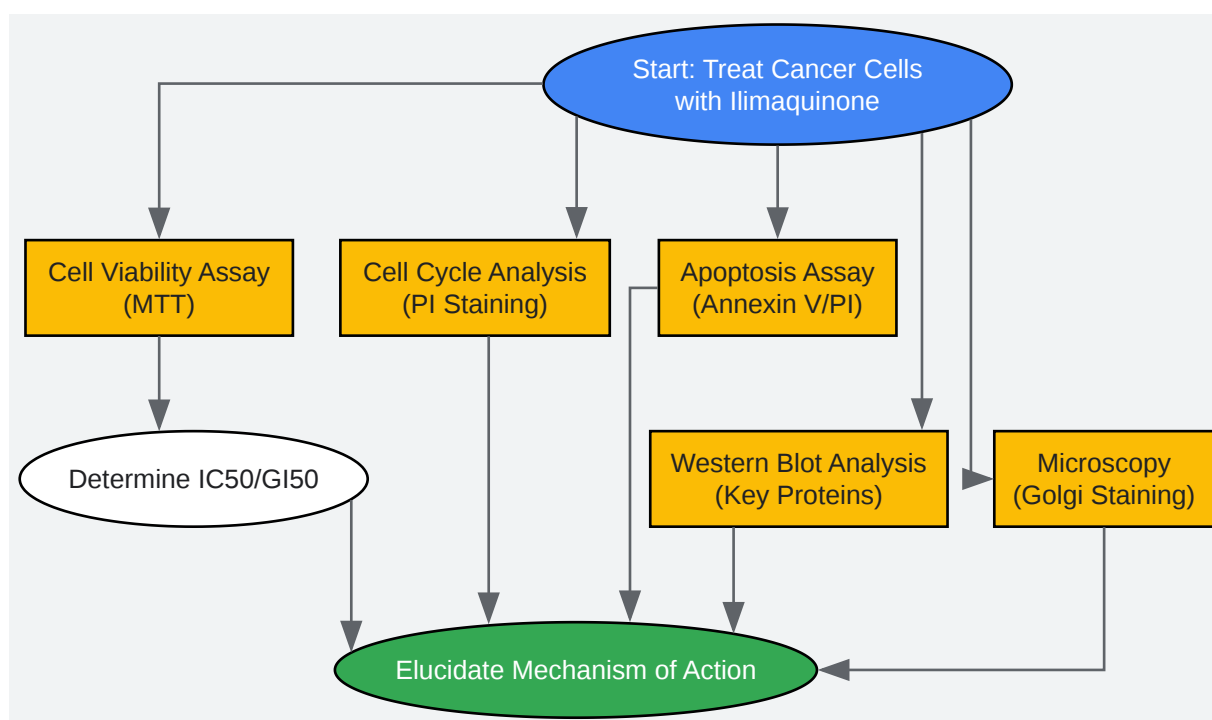 Start: Treat Cancer Cells
with Ilimaquinone
Cell Viability Assay
(MTT)
Cell Cycle Analysis
(PI Staining)
Apoptosis Assay
(Annexin V/PI)
Determine IC50/GI50
Western Blot Analysis
(Key Proteins)
Microscopy
(Golgi Staining)
Elucidate Mechanism of Action